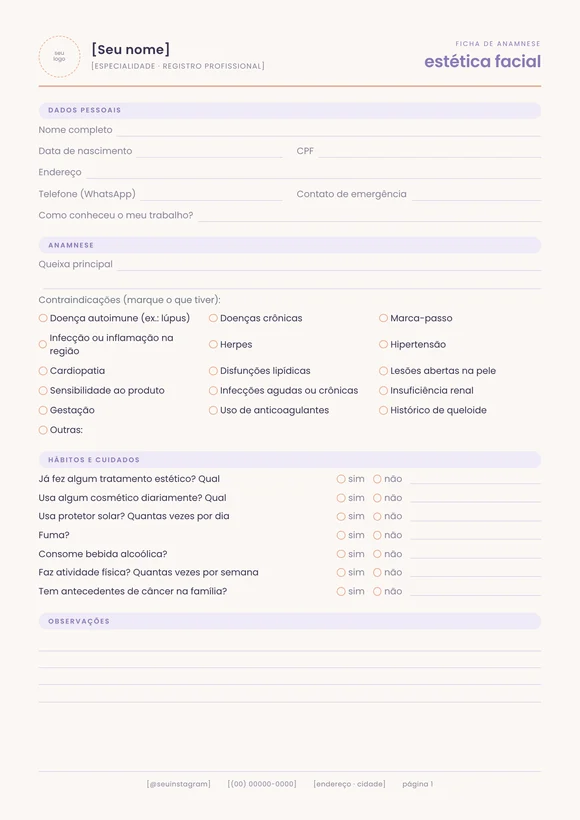 seu
logo
[Seu nome]
[ESPECIALIDADE · REGISTRO PROFISSIONAL]
FICHA DE ANAMNESE
estética facial
DADOS PESSOAIS
Nome completo
Data de nascimento CPF
Endereço
Telefone (WhatsApp) Contato de emergência
Como conheceu o meu trabalho?
ANAMNESE
Queixa principal
Contraindicações (marque o que tiver):
Doença autoimune (ex.: lúpus) Doenças crônicas Marca-passo
Infecção ou inflamação na
região
Herpes Hipertensão
Cardiopatia Disfunções lipídicas Lesões abertas na pele
Sensibilidade ao produto Infecções agudas ou crônicas Insuficiência renal
Gestação Uso de anticoagulantes Histórico de queloide
Outras:
HÁBITOS E CUIDADOS
Já fez algum tratamento estético? Qual sim não
Usa algum cosmético diariamente? Qual sim não
Usa protetor solar? Quantas vezes por dia sim não
Fuma? sim não
Consome bebida alcoólica? sim não
Faz atividade física? Quantas vezes por semana sim não
Tem antecedentes de câncer na família? sim não
OBSERVAÇÕES
[@seuinstagram] [(00) 00000-0000] [endereço · cidade] página 1